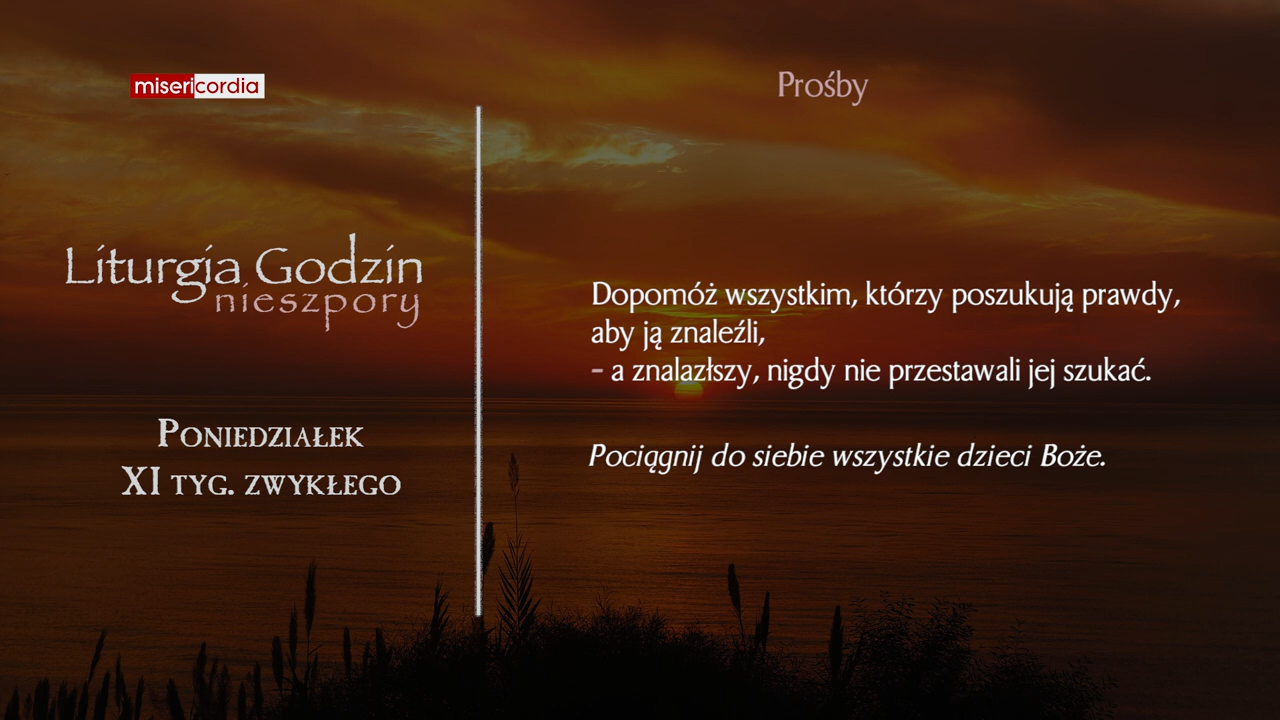 misericordia
Prośby
Liturgia Godzin
nieszpory
Poniedziałek
XI tyg. zwykłego
Dopomóż wszystkim, którzy poszukują prawdy,
aby ją znaleźli,
- a znalazłszy, nigdy nie przestawali jej szukać.
Pociągnij do siebie wszystkie dzieci Boże.